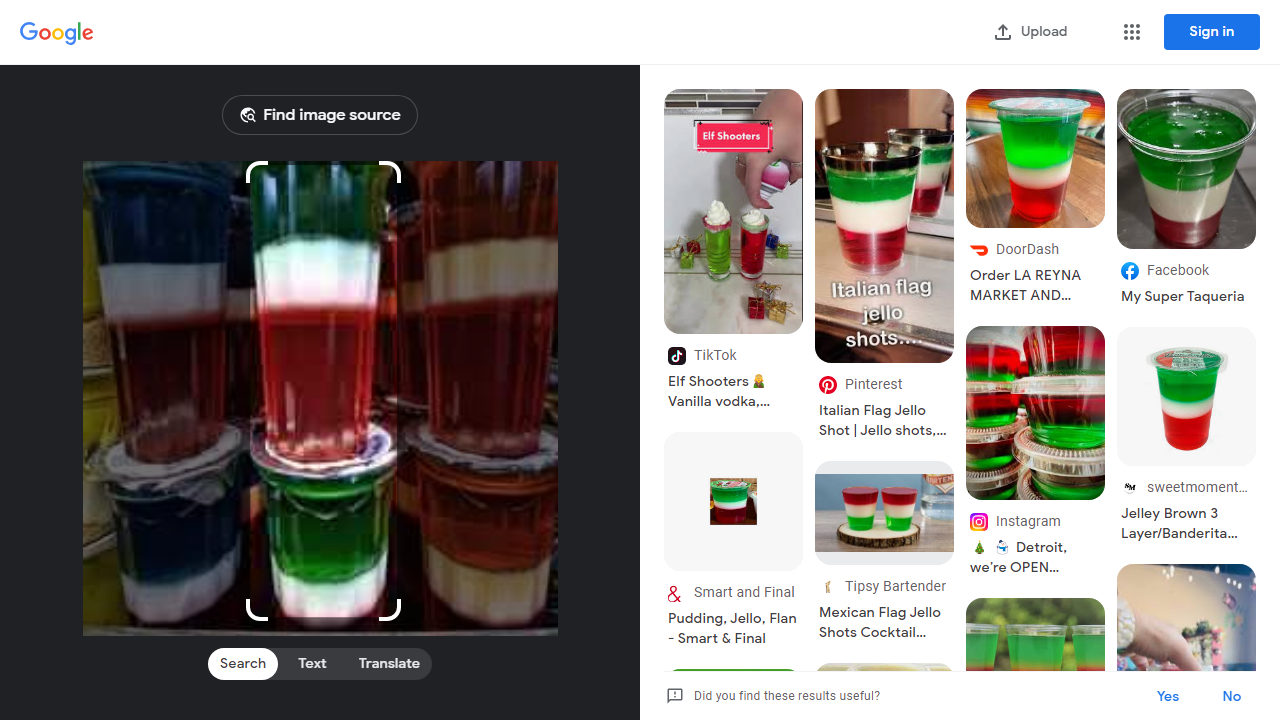 Google
Upload
Sign in
Find image source
Search
Text
Translate
Elf Shooters
TikTok
Elf Shooters
Vanilla vodka,...
Smart and Final
Pudding, Jello, Flan
- Smart & Final
Italian flag
jello
shots....
Pinterest
Italian Flag Jello
Shot | Jello shots,...
Tipsy Bartender
Mexican Flag Jello
Shots Cocktail...
DoorDash
Order LA REYNA
MARKET AND...
Instagram
Detroit,
we're OPEN...
Facebook
My Super Taqueria
sweetmoment...
Jelley Brown 3
Layer/Banderita...
Did you find these results useful?
Yes
No